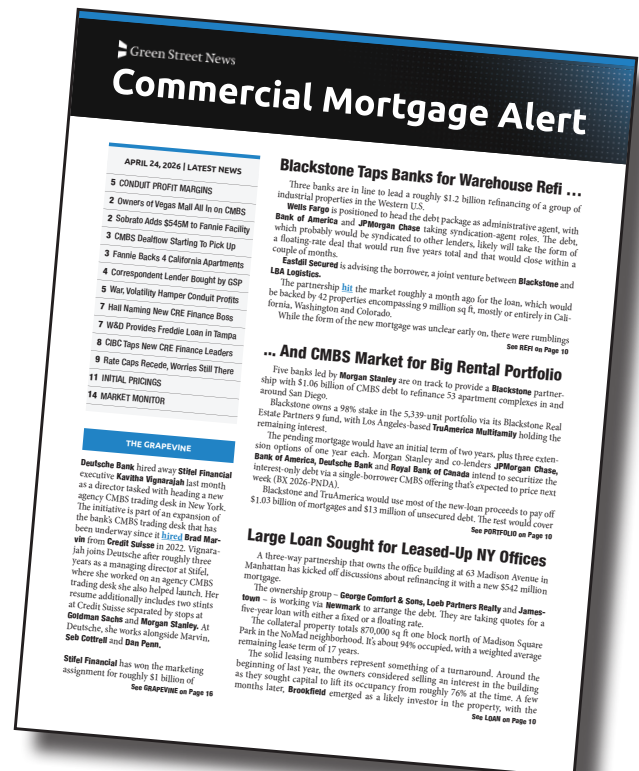 Green Street News
Commercial Mortgage Alert
APRIL 24, 2026 | LATEST NEWS
5 CONDUIT PROFIT MARGINS
2 Owners of Vegas Mall All In on CMBS
2 Sobrato Adds $545M to Fannie Facility
3 CMBS Dealflow Starting To Pick Up
3 Fannie Backs 4 California Apartments
4 Correspondent Lender Bought by GSP
5 War, Volatility Hamper Conduit Profits
7 Hall Naming New CRE Finance Boss
7 W&D Provides Freddie Loan in Tampa
8 CIBC Taps New CRE Finance Leaders
9 Rate Caps Recede, Worries Still There
11 INITIAL PRICINGS
14 MARKET MONITOR
THE GRAPEVINE
Deutsche Bank hired away Stifel Financial
executive Kavitha Vignarajah last month
as a director tasked with heading a new
agency CMBS trading desk in New York.
The initiative is part of an expansion of
the bank's CMBS trading desk that has
been underway since it hired Brad Mar-
vin from Credit Suisse in 2022. Vignara-
jah joins Deutsche after roughly three
years as a managing director at Stifel,
where she worked on an agency CMBS
trading desk she also helped launch. Her
resume additionally includes two stints
at Credit Suisse separated by stops at
Goldman Sachs and Morgan Stanley. At
Deutsche, she works alongside Marvin,
Seb Cottrell and Dan Penn.
Stifel Financial has won the marketing
assignment for roughly $1 billion of
See GRAPEVINE on Page 16
Blackstone Taps Banks for Warehouse Refi ...
Three banks are in line to lead a roughly $1.2 billion refinancing of a group of
industrial properties in the Western U.S.
Wells Fargo is positioned to head the debt package as administrative agent, with
Bank of America and JPMorgan Chase taking syndication-agent roles. The debt,
which probably would be syndicated to other lenders, likely will take the form of
a floating-rate deal that would run five years total and that would close within a
couple of months.
Eastdil Secured is advising the borrower, a joint venture between Blackstone and
LBA Logistics.
The partnership hit the market roughly a month ago for the loan, which would
be backed by 42 properties encompassing 9 million sq ft, mostly or entirely in Cali-
fornia, Washington and Colorado.
While the form of the new mortgage was unclear early on, there were rumblings
See REFI on Page 10
... And CMBS Market for Big Rental Portfolio
Five banks led by Morgan Stanley are on track to provide a Blackstone partner-
ship with $1.06 billion of CMBS debt to refinance 53 apartment complexes in and
around San Diego.
Blackstone owns a 98% stake in the 5,339-unit portfolio via its Blackstone Real
Estate Partners 9 fund, with Los Angeles-based TruAmerica Multifamily holding the
remaining interest.
The pending mortgage would have an initial term of two years, plus three exten-
sion options of one year each. Morgan Stanley and co-lenders JPMorgan Chase,
Bank of America, Deutsche Bank and Royal Bank of Canada intend to securitize the
interest-only debt via a single-borrower CMBS offering that's expected to price next
week (BX 2026-PNDA).
Blackstone and TruAmerica would use most of the new-loan proceeds to pay off
$1.03 billion of mortgages and $13 million of unsecured debt. The rest would cover
See PORTFOLIO on Page 10
Large Loan Sought for Leased-Up NY Offices
A three-way partnership that owns the office building at 63 Madison Avenue in
Manhattan has kicked off discussions about refinancing it with a new $542 million
mortgage.
The ownership group – George Comfort & Sons, Loeb Partners Realty and James-
town – is working via Newmark to arrange the debt. They are taking quotes for a
five-year loan with either a fixed or a floating rate.
The collateral property totals 870,000 sq ft one block north of Madison Square
Park in the NoMad neighborhood. It's about 94% occupied, with a weighted average
remaining lease term of 17 years.
The solid leasing numbers represent something of a turnaround. Around the
beginning of last year, the owners considered selling an interest in the building
as they sought capital to lift its occupancy from roughly 76% at the time. A few
months later, Brookfield emerged as a likely investor in the property, with the
See LOAN on Page 10